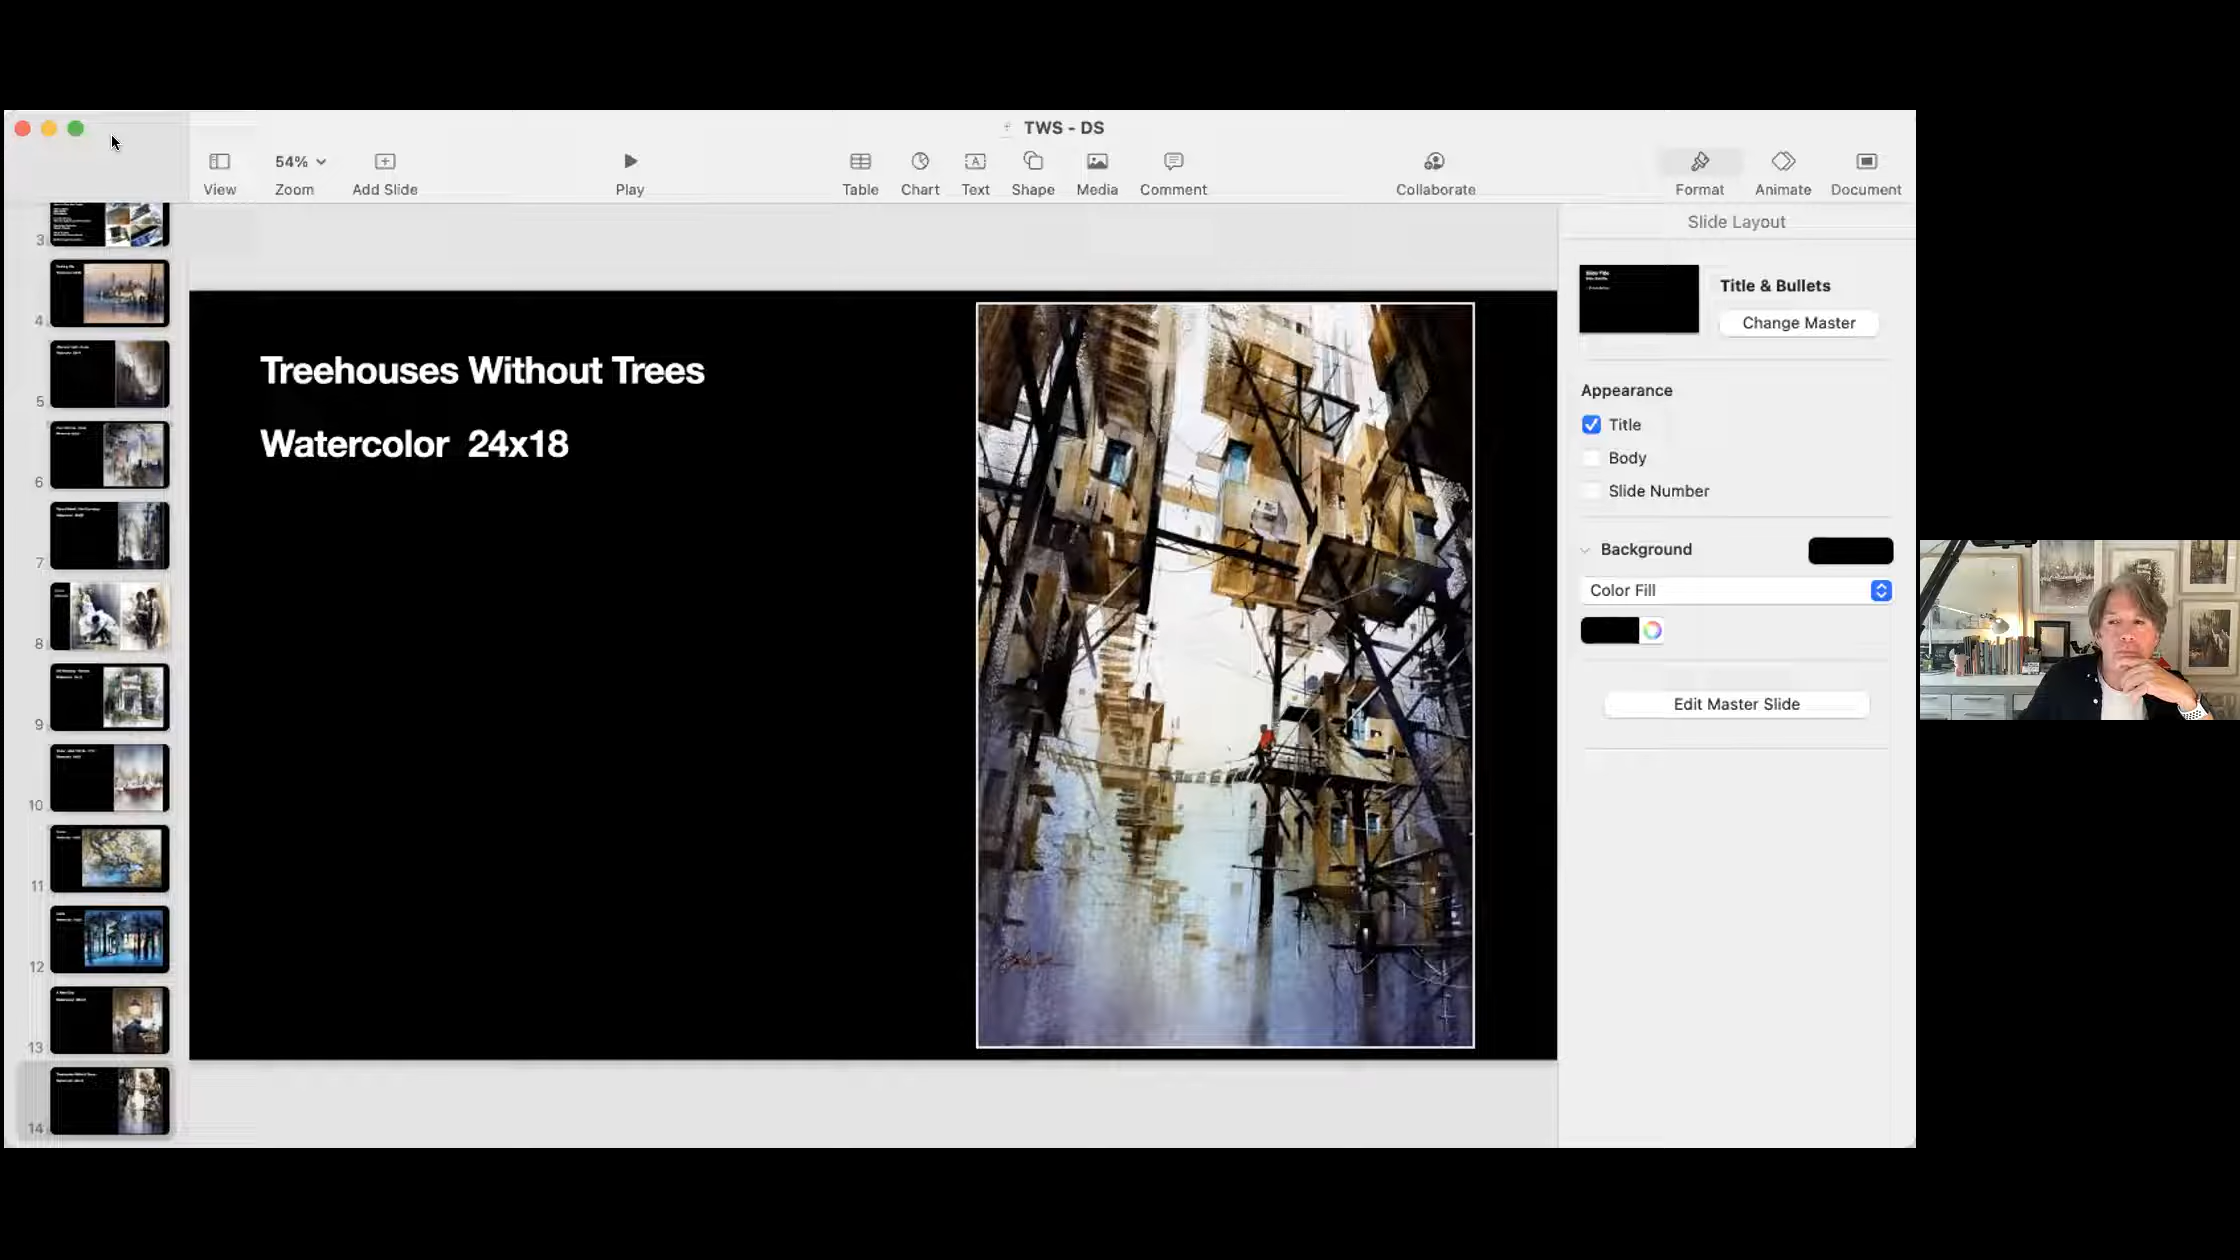 TWS - DS
54%
View
Zoom
Add Slide
Play
Table
Chart
Text
Shape
Media
Comment
Collaborate
Format
Animate
Document
3
4
5
6
7
8
9
10
11
12
13
14
Treehouses Without Trees
Watercolor 24x18
Slide Layout
Title & Bullets
Change Master
Appearance
Title
Body
Slide Number
Background
Color Fill
Edit Master Slide